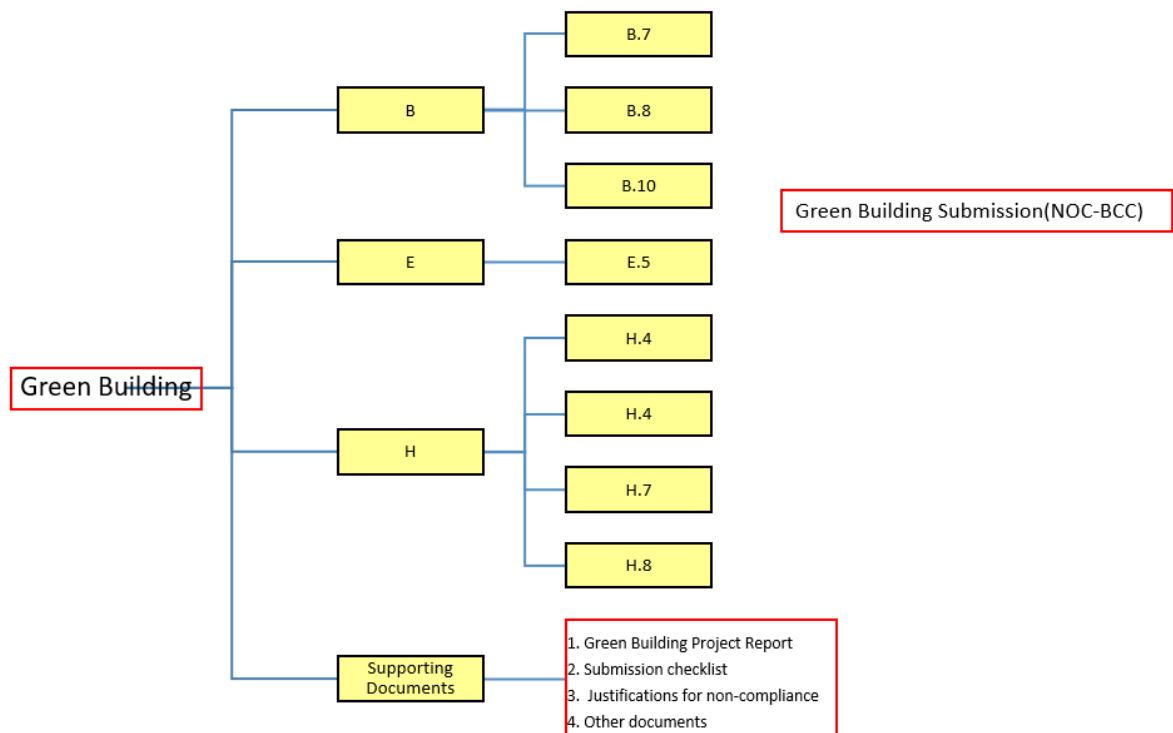 B.7
B
B.8
B.10
Green Building Submission(NOC-BCC)
E
E.5
H.4
Green Building
H.4
H
H.7
H.8
Supporting
Documents
1. Green Building Project Report
2. Submission checklist
3. Justifications for non-compliance
4. Other documents